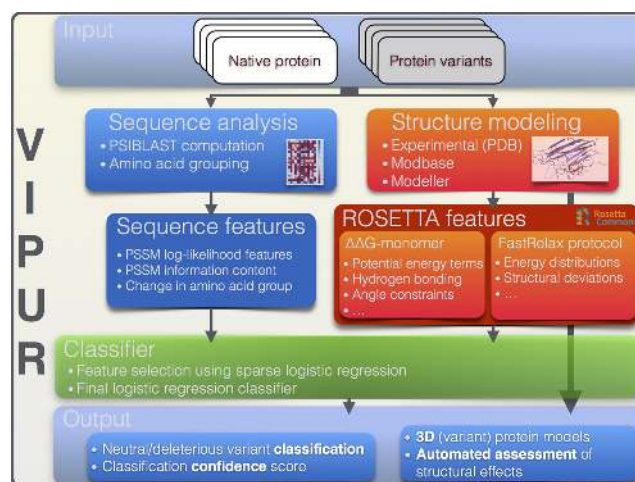 VIPUR
Input
Native protein
Protein variants
Sequence analysis
• PSIBLAST computation
• Amino acid grouping
Structure modeling
• Experimental (PDB)
• Modbase
• Modeller
Sequence features
• PSSM log-likelihood features
• PSSM information content
• Change in amino acid group
ROSETTA features
Rosetta
Commons
ΔΔG-monomer
• Potential energy terms
• Hydrogen bonding
• Angle constraints
• ...
FastRelax protocol
• Energy distributions
• Structural deviations
• ...
Classifier
• Feature selection using sparse logistic regression
• Final logistic regression classifier
Output
• Neutral/deleterious variant classification
• Classification confidence score
• 3D (variant) protein models
• Automated assessment of
structural effects